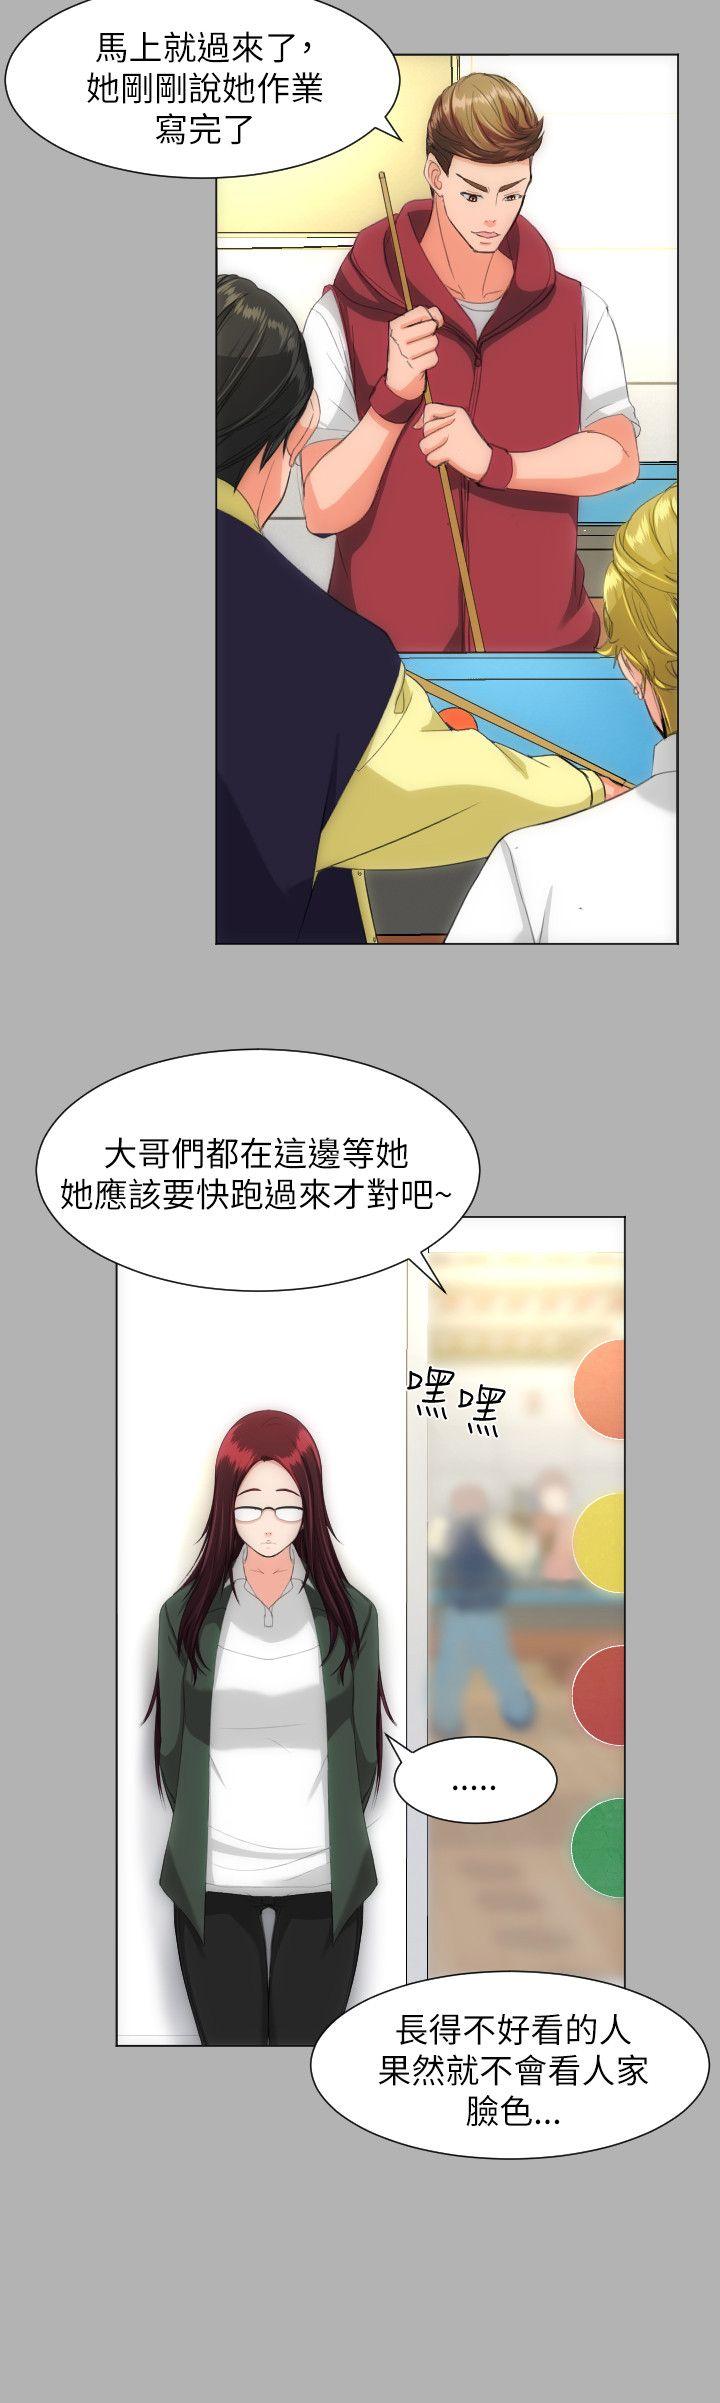 馬上就過來了,
她剛剛說她作業
寫完了
大哥們都在這邊等她
她應該要快跑過來才對吧~
嘿嘿
.....
長得不好看的人
果然就不會看人家
臉色...